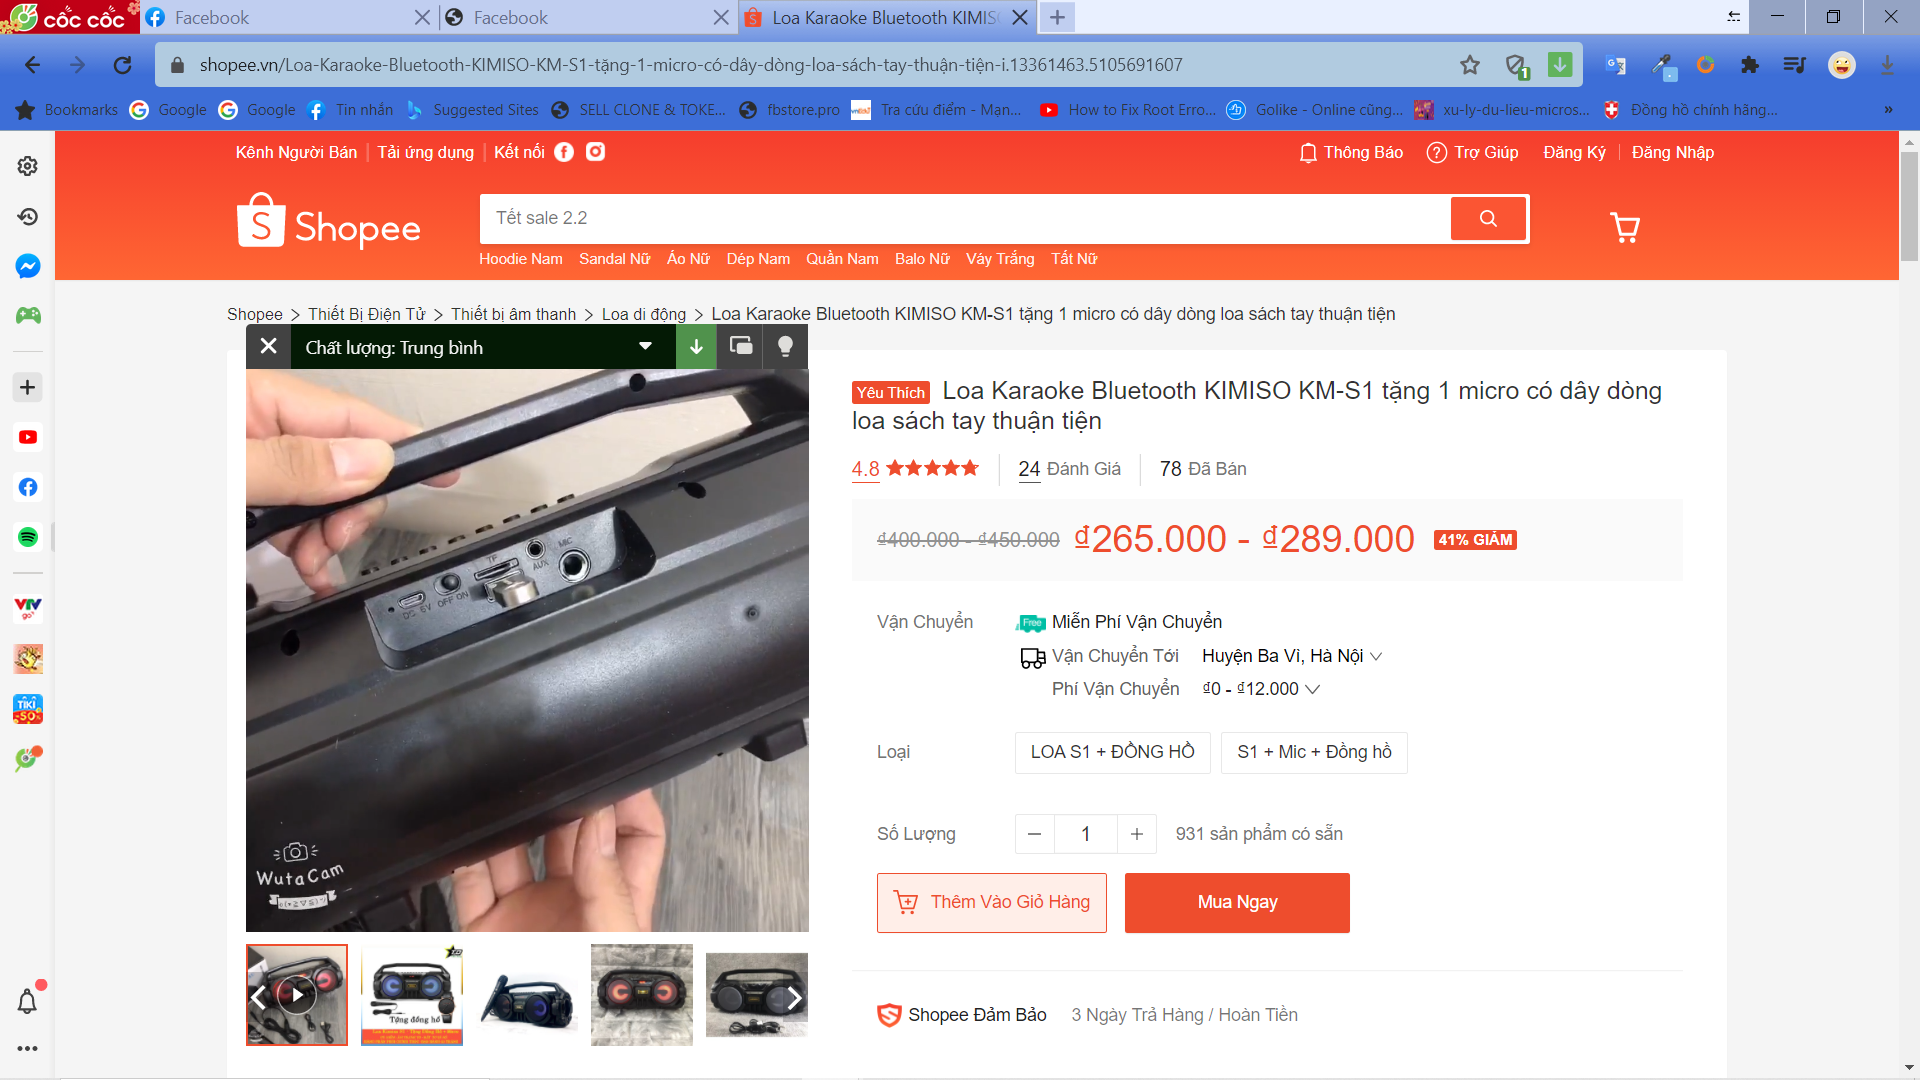 cốc cốc
Facebook
Facebook
Loa Karaoke Bluetooth KIMIS
shopee.vn/Loa-Karaoke-Bluetooth-KIMISO-KM-S1-tặng-1-micro-có-dây-dòng-loa-sách-tay-thuận-tiện-i.13361463.5105691607
1
Bookmarks
Google
Google
Tin nhắn
Suggested Sites
SELL CLONE & TOKE...
fbstore.pro
Tra cứu điểm - Man...
How to Fix Root Erro...
Golike - Online cũng...
xu-ly-du-lieu-micros...
Đồng hồ chính hãng...
»
Kênh Người Bán
Tải ứng dụng
Kết nối
Thông Báo
Trợ Giúp
Đăng Ký
Đăng Nhập
Shopee
Tết sale 2.2
Hoodie Nam
Sandal Nữ
Áo Nữ
Dép Nam
Quần Nam
Balo Nữ
Váy Trắng
Tất Nữ
Shopee > Thiết Bị Điện Tử > Thiết bị âm thanh > Loa di động > Loa Karaoke Bluetooth KIMISO KM-S1 tặng 1 micro có dây dòng loa sách tay thuận tiện
Chất lượng: Trung bình
Yêu Thích Loa Karaoke Bluetooth KIMISO KM-S1 tặng 1 micro có dây dòng
loa sách tay thuận tiện
4.8
24 Đánh Giá
78 Đã Bán
₫400.000 - ₫450.000 ₫265.000 - ₫289.000 41% GIẢM
Vận Chuyển
Free Miễn Phí Vận Chuyển
Vận Chuyển Tới Huyện Ba Vì, Hà Nội
Phí Vận Chuyển ₫0 - ₫12.000
Loại
LOA S1 + ĐỒNG HỒ
S1 + Mic + Đồng hồ
Số Lượng
1
931 sản phẩm có sẵn
Thêm Vào Giỏ Hàng
Mua Ngay
Shopee Đảm Bảo
3 Ngày Trả Hàng / Hoàn Tiền
MIC
AUX
TF
OFF ON
DC 5V
WutaCam
VTV
go
TIKI
-50%
Tặng đồng hồ